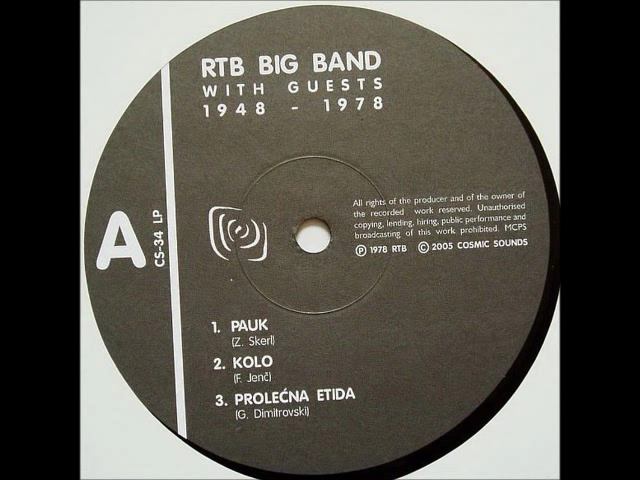 RTB BIG BAND
WITH GUESTS
1948 - 1978
A
CS-34 LP
All rights of the producer and of the owner of
the recorded work reserved. Unauthorised
copying, lending, hiring, public performance and
broadcasting of this work prohibited. MCPS
Ⓟ 1978 RTB © 2005 COSMIC SOUNDS
1. PAUK
(Z. Skerl)
2. KOLO
(F. Jenč)
3. PROLEĆNA ETIDA
(G. Dimitrovski)